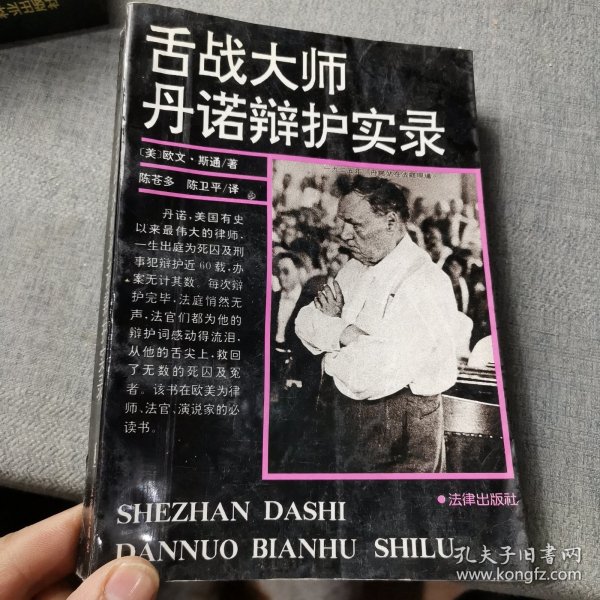 舌战大师
丹诺辩护实录
〔美〕欧文·斯通/著
陈苍多 陈卫平/译
丹诺，美国有史
以来最伟大的律师，
一生出庭为死囚及刑
事犯辩护近60载，办
案无计其数。每次辩
护完毕，法庭悄然无
声，法官们都为他的
辩护词感动得流泪，
从他的舌尖上，救回
了无数的死囚及冤
者。该书在欧美为律
师、法官、演说家的必
读书。
法律出版社
SHEZHAN DASHI
DANNUO BIANHU SHILU
孔夫子旧书网
www.kongfz.com